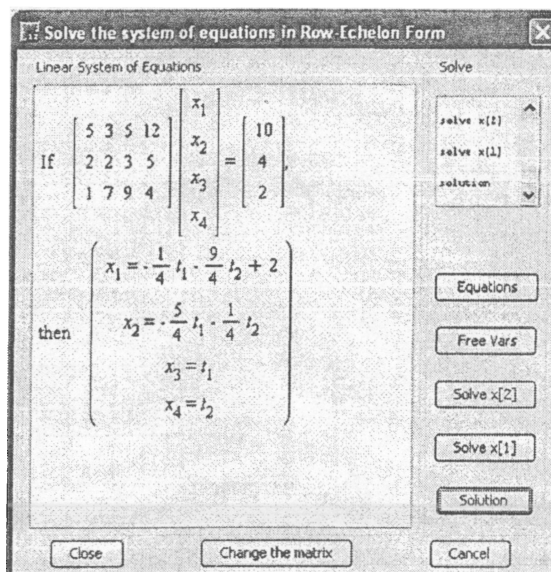 Solve the system of equations in Row-Echelon Form
Linear System of Equations
Solve
If [5 3 5 12; 2 2 3 5; 1 7 9 4] [x₁; x₂; x₃; x₄] = [10; 4; 2],
then
x₁ = -1/4 t₁ - 9/4 t₂ + 2
x₂ = -5/4 t₁ - 1/4 t₂
x₃ = t₁
x₄ = t₂
solve x[2]
solve x[1]
solution
Equations
Free Vars
Solve x[2]
Solve x[1]
Solution
Close
Change the matrix
Cancel